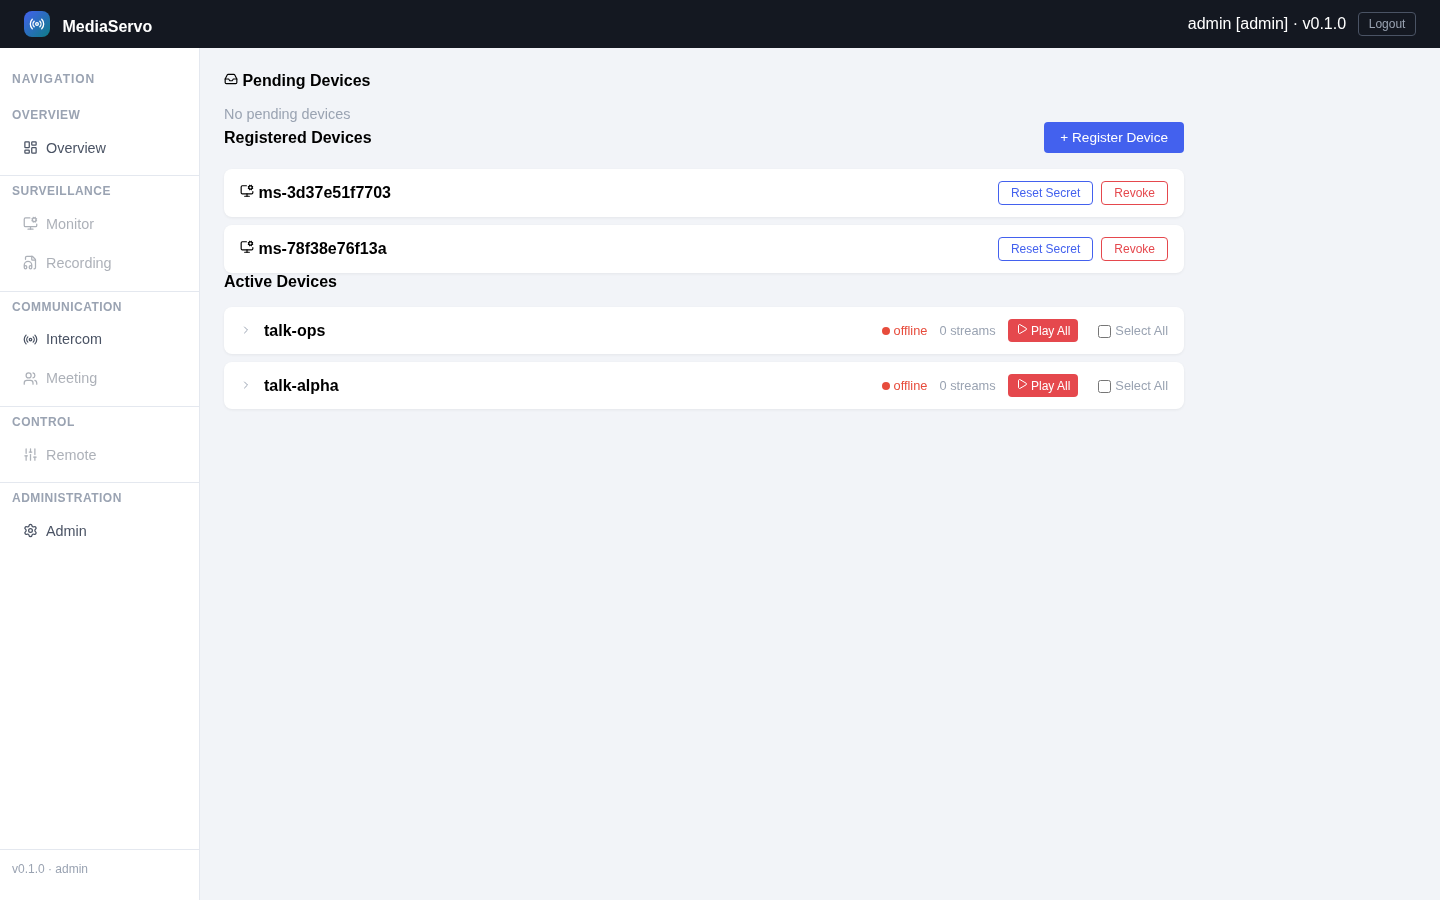 MediaServo
admin [admin] · v0.1.0
Logout
NAVIGATION
OVERVIEW
Overview
SURVEILLANCE
Monitor
Recording
COMMUNICATION
Intercom
Meeting
CONTROL
Remote
ADMINISTRATION
Admin
v0.1.0 · admin
Pending Devices
No pending devices
Registered Devices
+ Register Device
ms-3d37e51f7703
Reset Secret
Revoke
ms-78f38e76f13a
Reset Secret
Revoke
Active Devices
talk-ops
offline
0 streams
Play All
Select All
talk-alpha
offline
0 streams
Play All
Select All